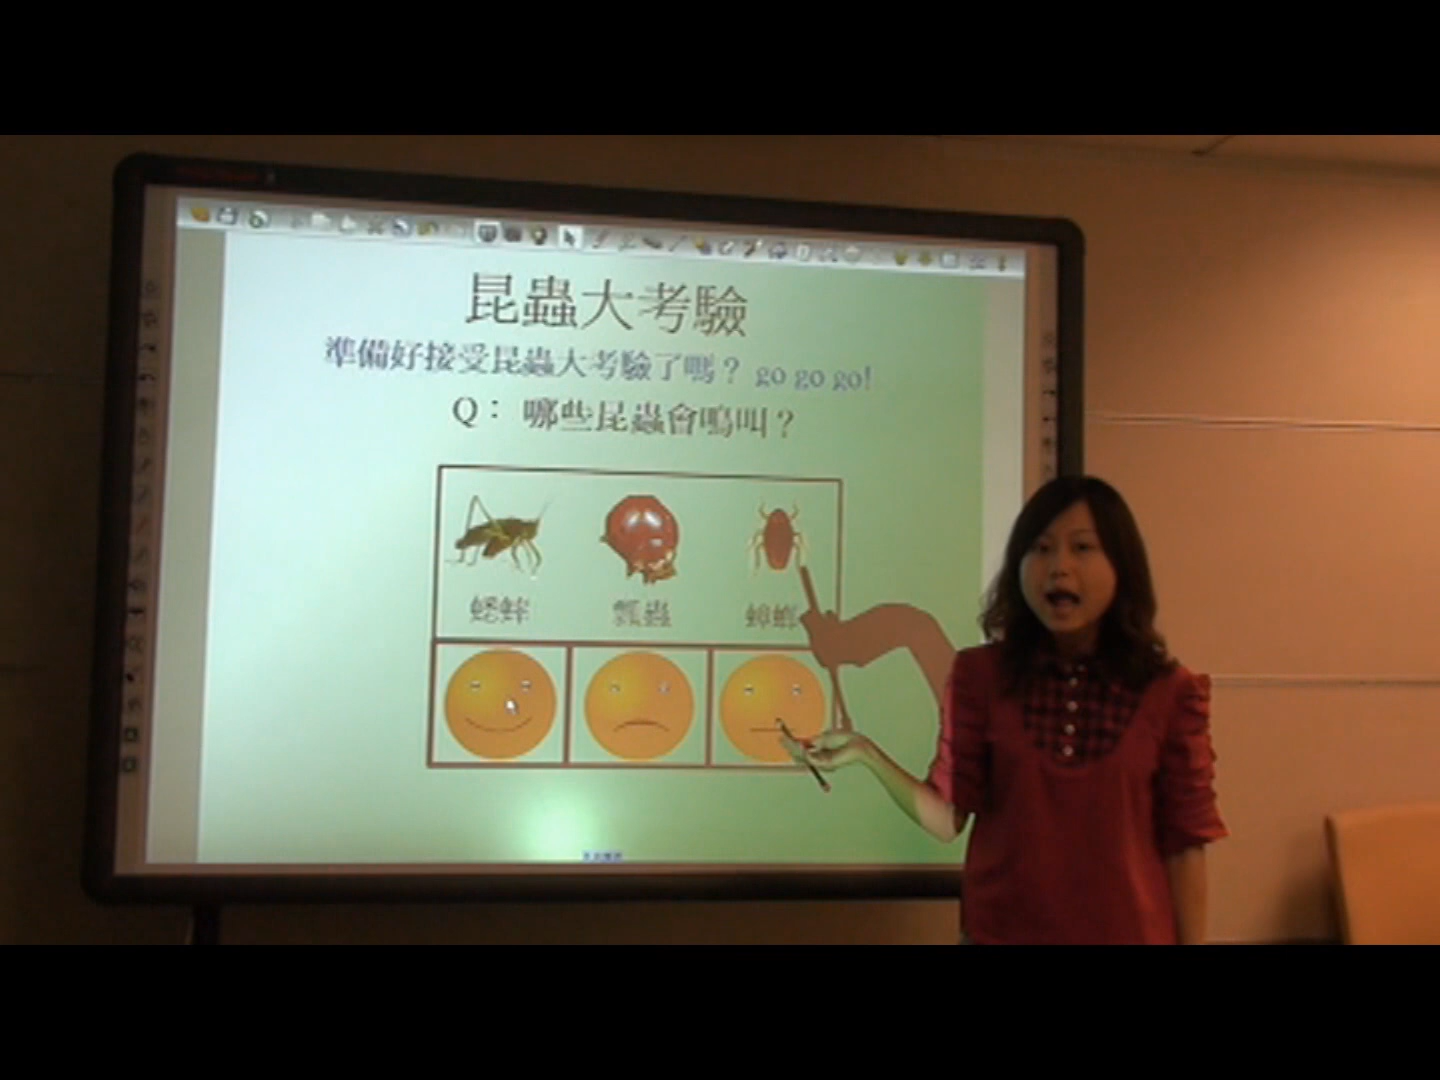 昆蟲大考驗
準備好接受昆蟲大考驗了嗎？ go go go!
Q： 哪些昆蟲會鳴叫？
蟋蟀 瓢蟲 蟑螂